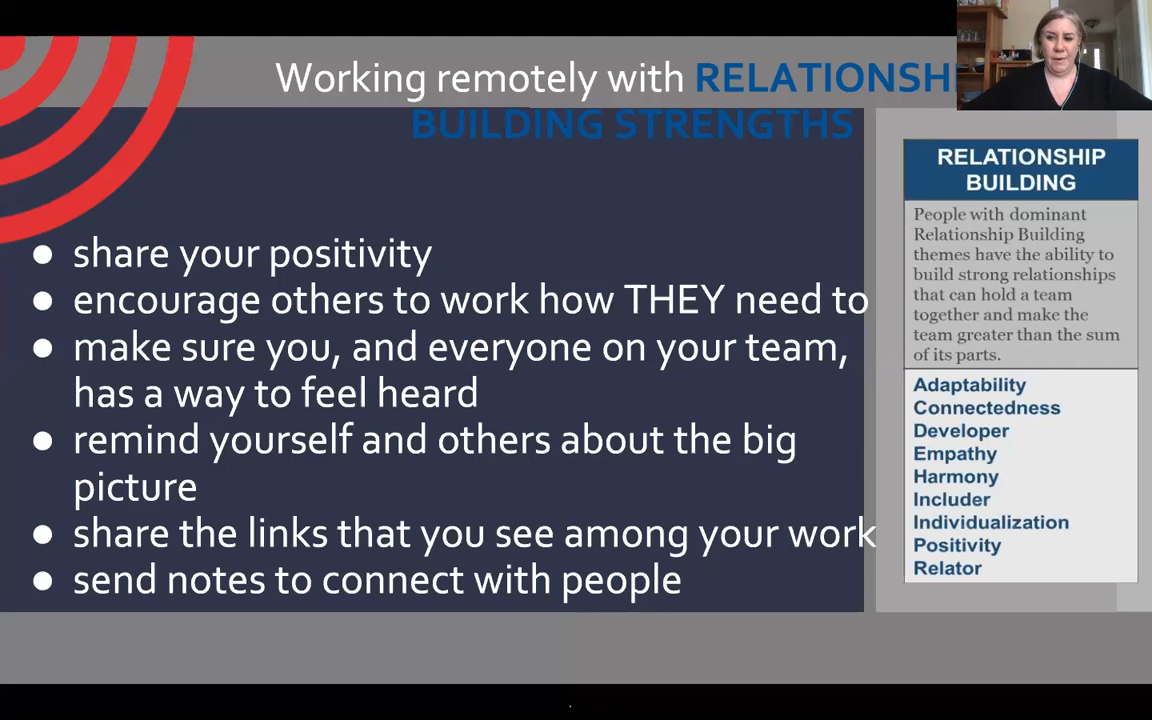 Working remotely with RELATIONSH
BUILDING STRENGTHS
● share your positivity
● encourage others to work how THEY need to
● make sure you, and everyone on your team,
has a way to feel heard
● remind yourself and others about the big
picture
● share the links that you see among your work
● send notes to connect with people
RELATIONSHIP
BUILDING
People with dominant
Relationship Building
themes have the ability to
build strong relationships
that can hold a team
together and make the
team greater than the sum
of its parts.
Adaptability
Connectedness
Developer
Empathy
Harmony
Includer
Individualization
Positivity
Relator